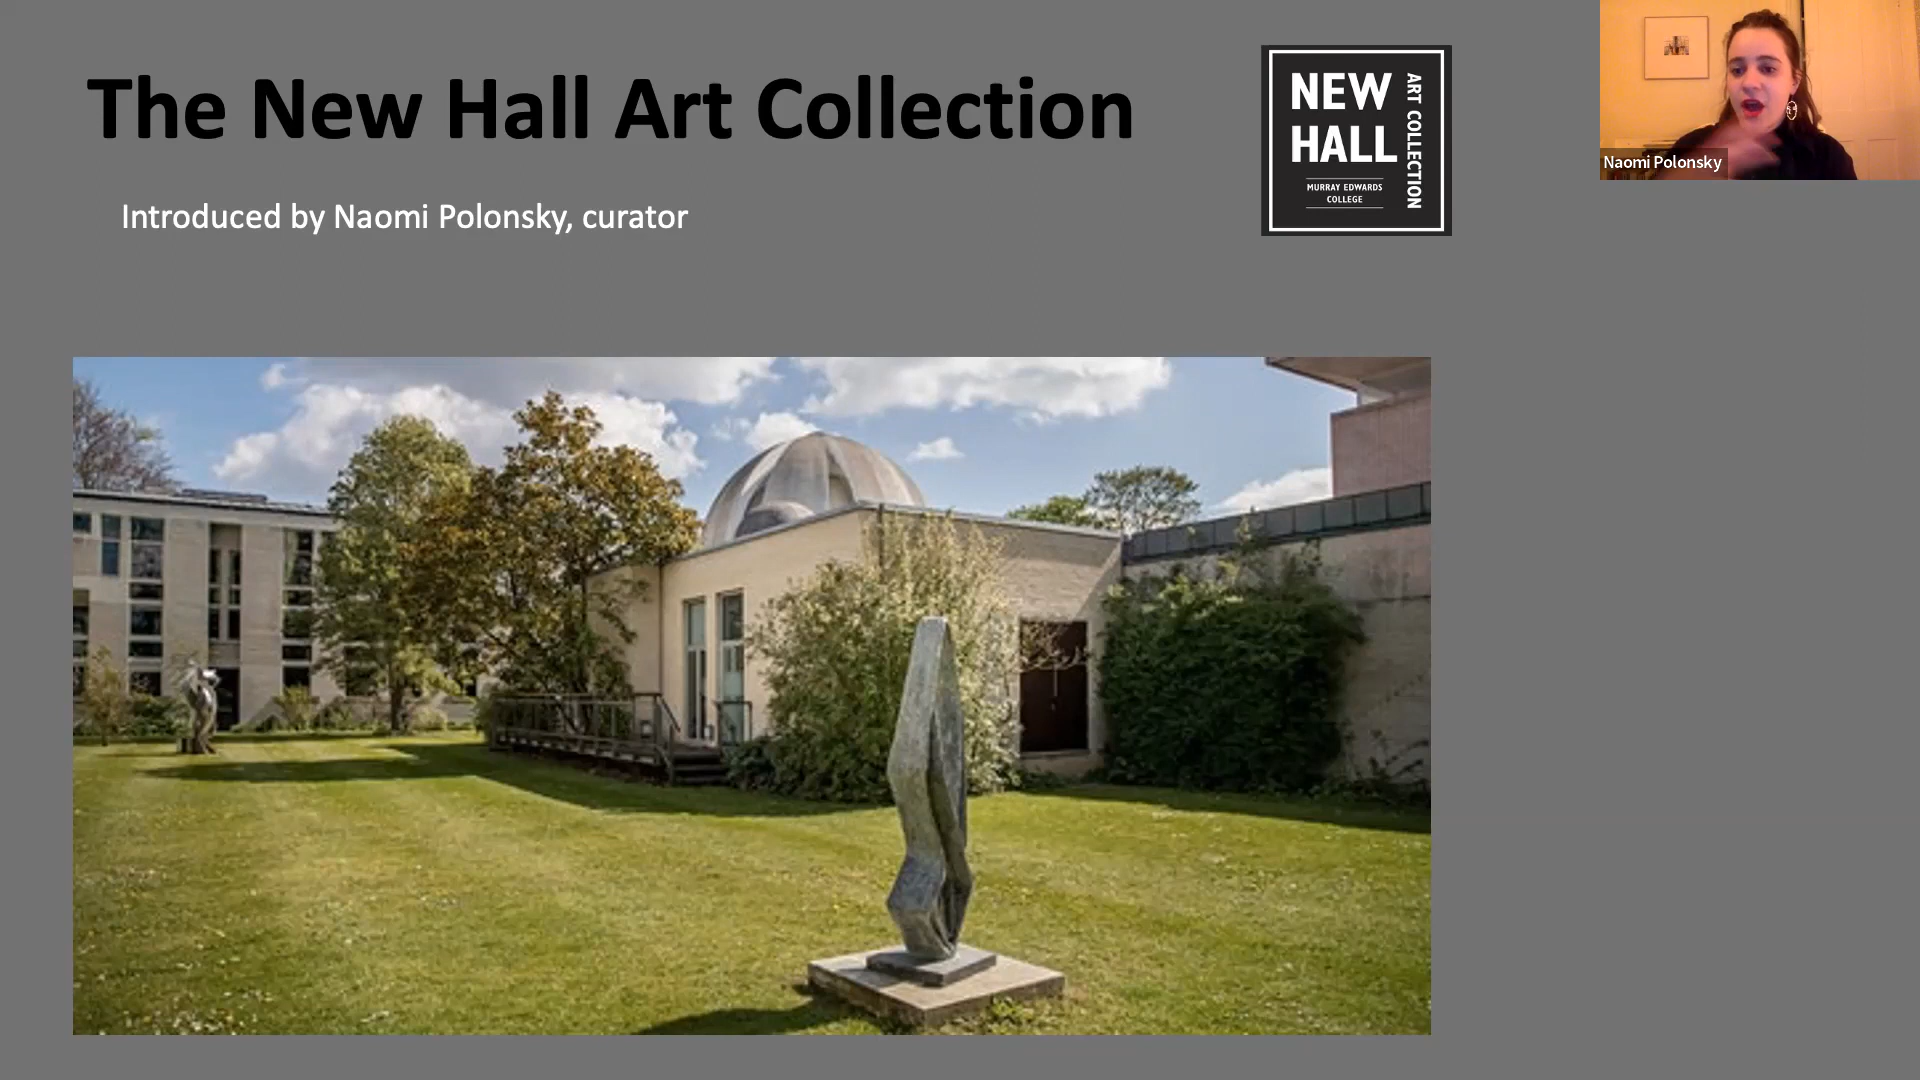 The New Hall Art Collection
Introduced by Naomi Polonsky, curator
NEW
HALL
ART COLLECTION
MURRAY EDWARDS
COLLEGE
Naomi Polonsky